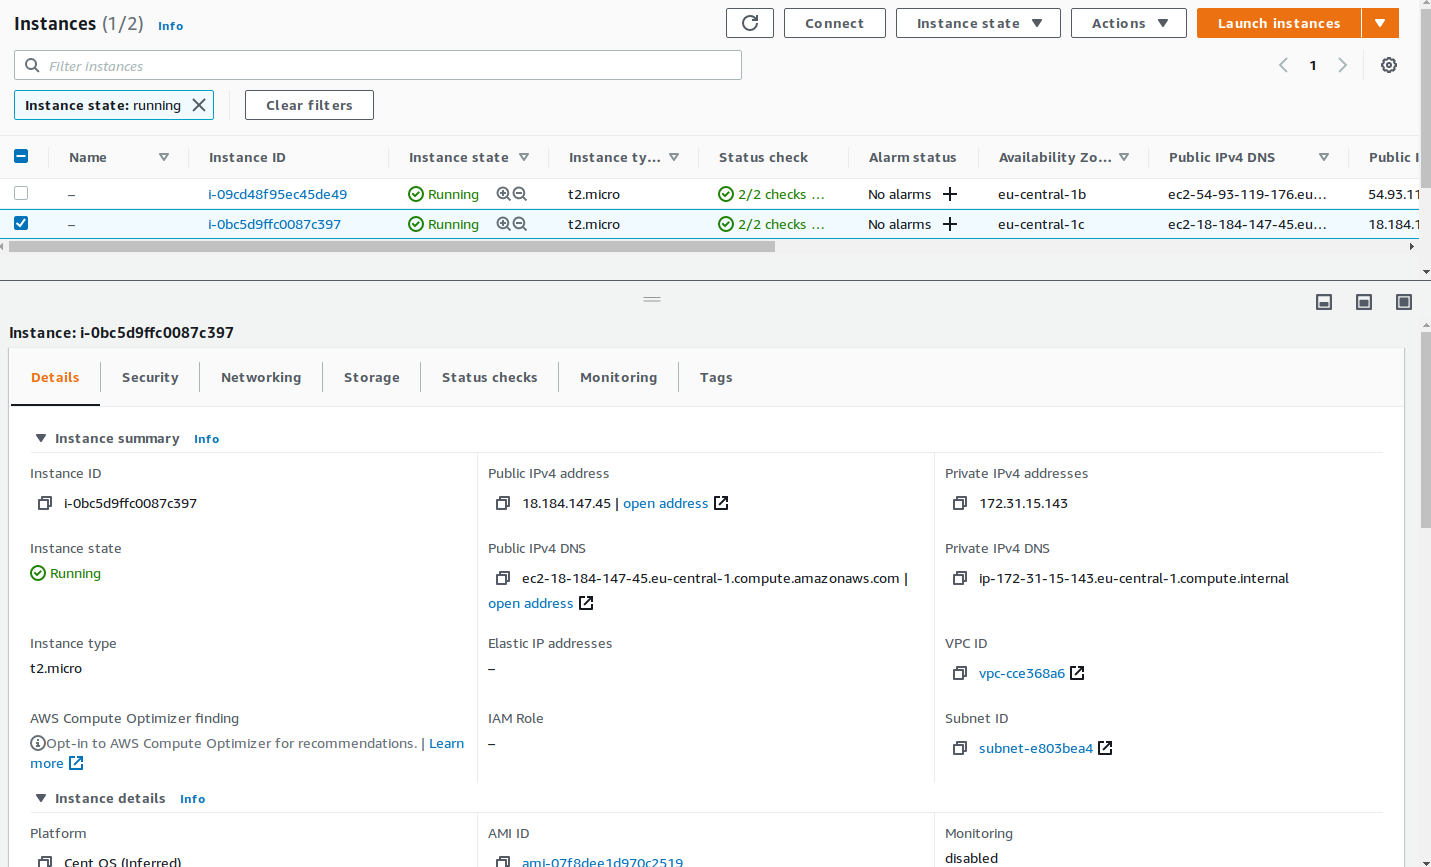 Instances (1/2) Info
Connect Instance state Actions Launch instances
Filter instances
1
Instance state: running Clear filters
Name Instance ID Instance state Instance ty... Status check Alarm status Availability Zo... Public IPv4 DNS Public I
– i-09cd48f95ec45de49 Running t2.micro 2/2 checks ... No alarms + eu-central-1b ec2-54-93-119-176.eu... 54.93.11
– i-0bc5d9ffc0087c397 Running t2.micro 2/2 checks ... No alarms + eu-central-1c ec2-18-184-147-45.eu... 18.184.1
Instance: i-0bc5d9ffc0087c397
Details Security Networking Storage Status checks Monitoring Tags
Instance summary Info
Instance ID Public IPv4 address Private IPv4 addresses
i-0bc5d9ffc0087c397 18.184.147.45 | open address 172.31.15.143
Instance state Public IPv4 DNS Private IPv4 DNS
Running ec2-18-184-147-45.eu-central-1.compute.amazonaws.com | ip-172-31-15-143.eu-central-1.compute.internal
open address
Instance type Elastic IP addresses VPC ID
t2.micro – vpc-cce368a6
AWS Compute Optimizer finding IAM Role Subnet ID
Opt-in to AWS Compute Optimizer for recommendations. | Learn – subnet-e803bea4
more
Instance details Info
Platform AMI ID Monitoring
Cent OS (Inferred) ami-07f8dee1d970c2519 disabled